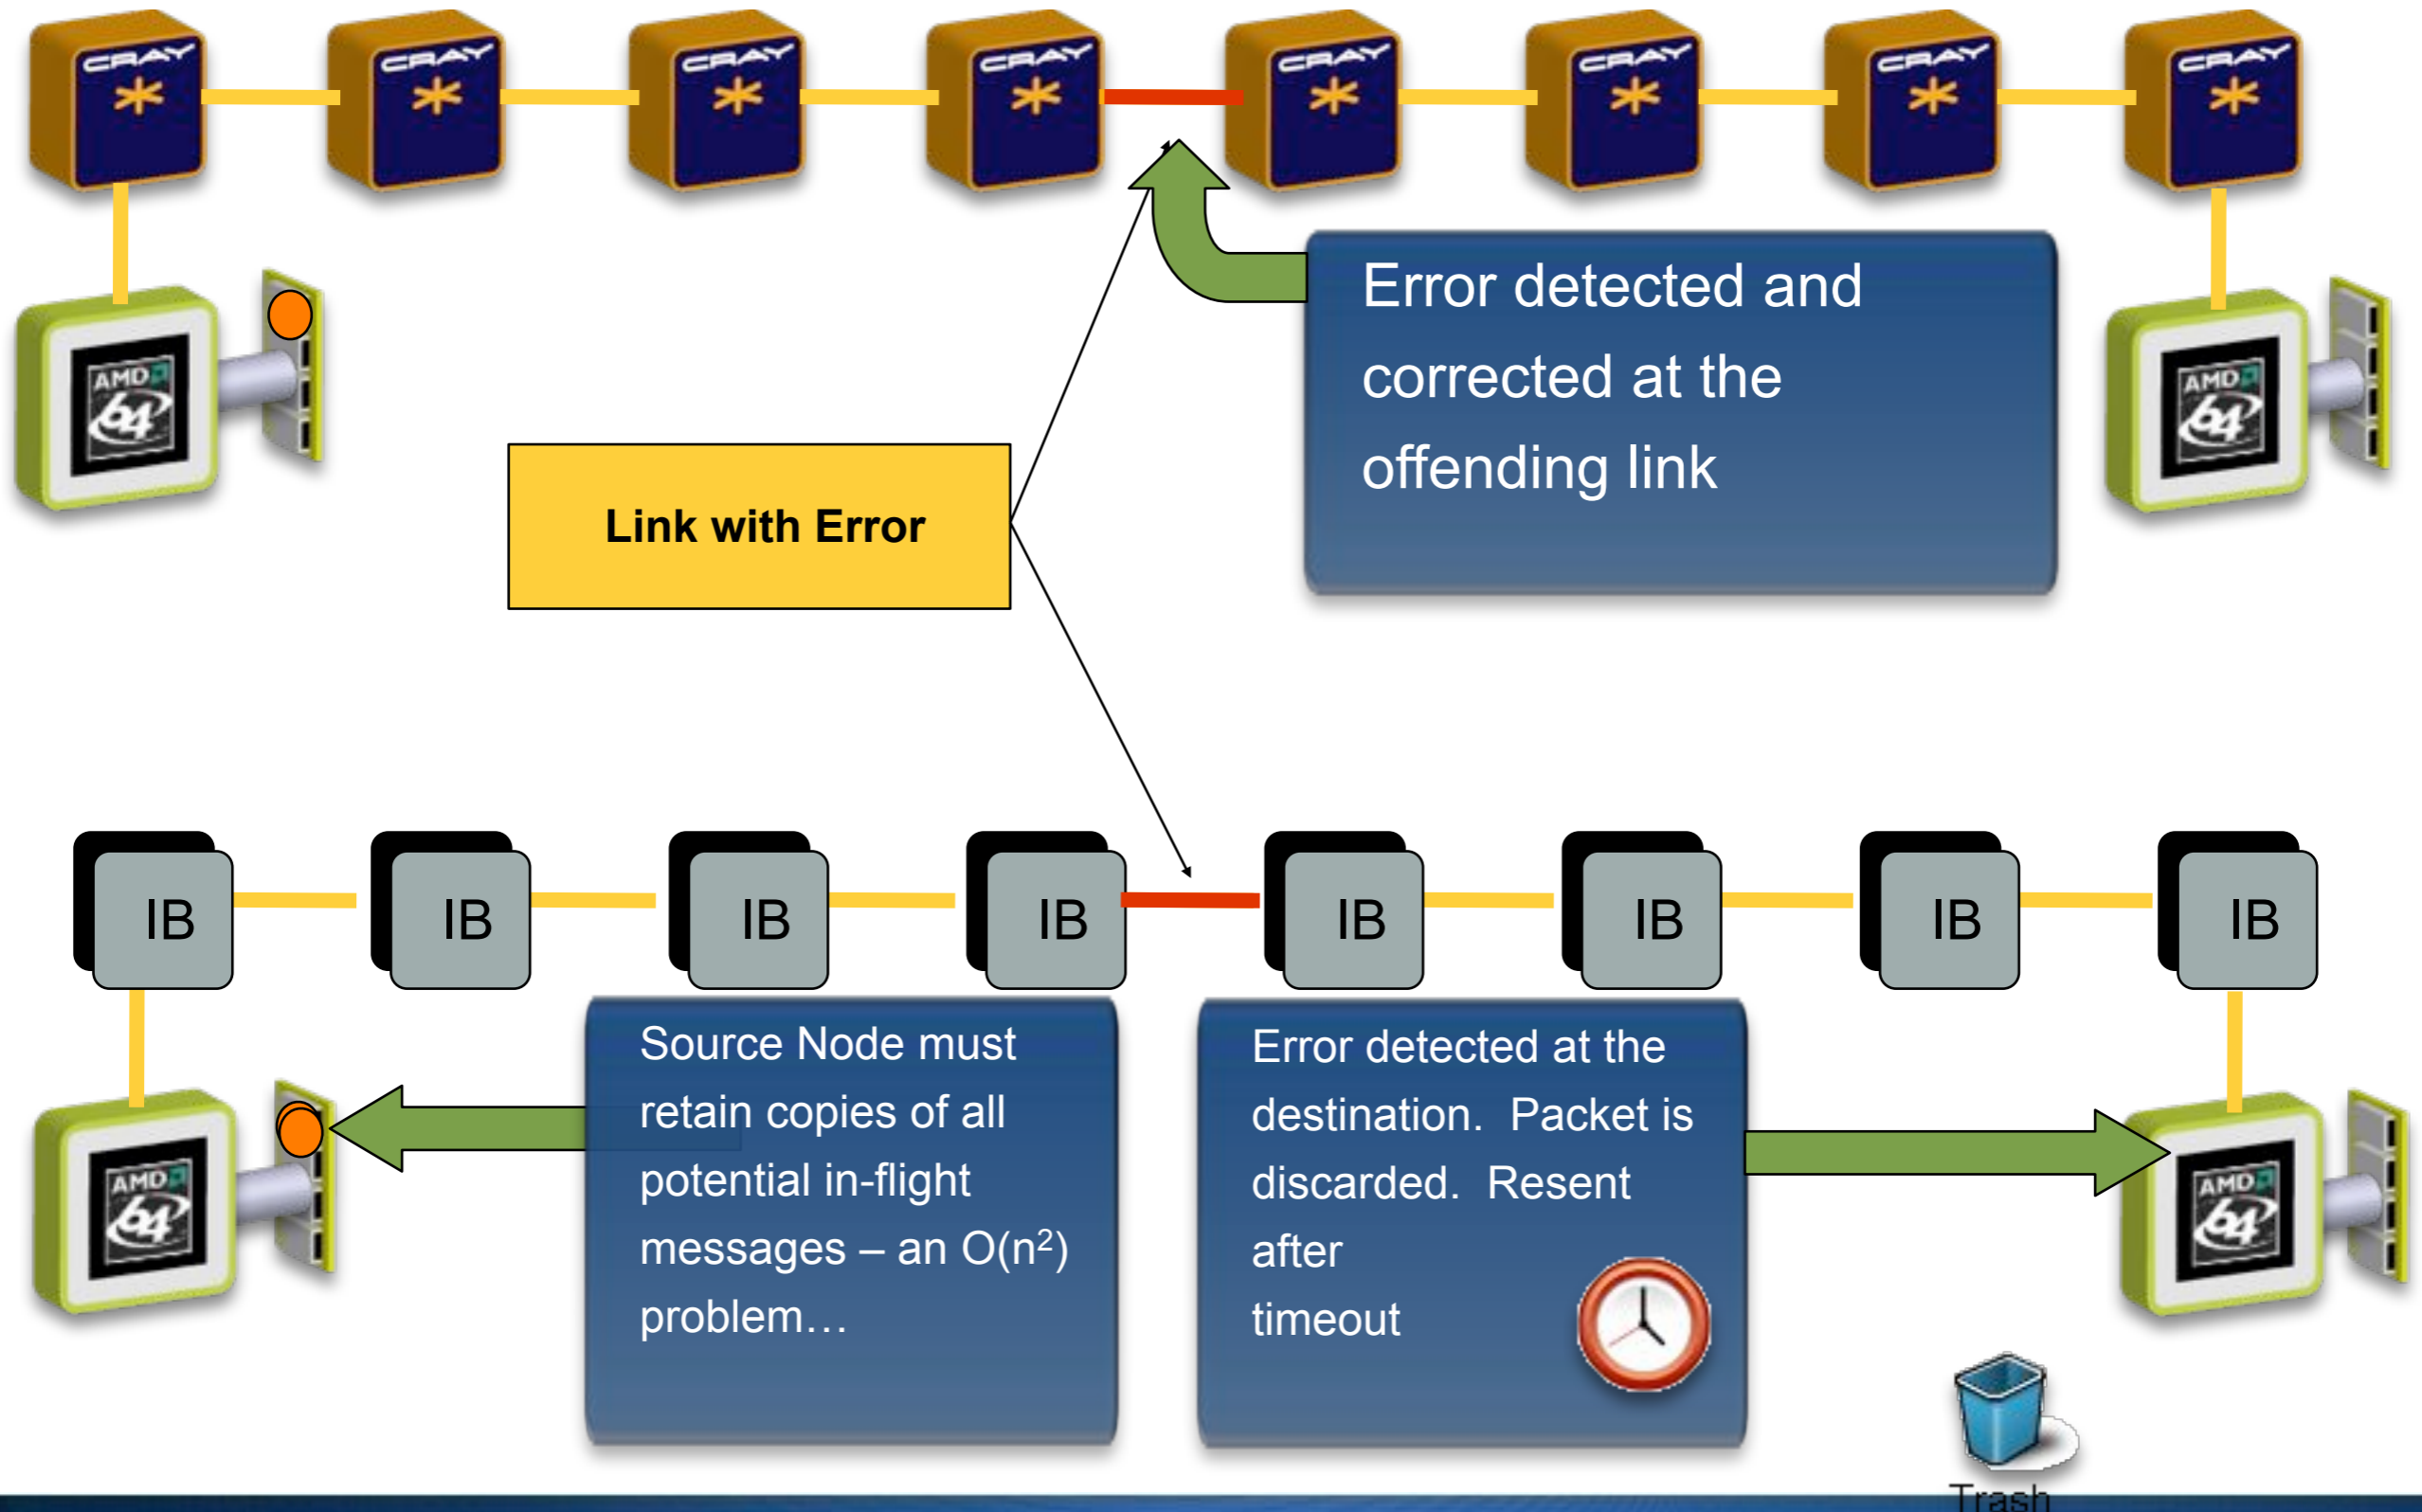 CRAY CRAY CRAY CRAY CRAY CRAY CRAY CRAY
Error detected and
corrected at the
offending link
AMD
64
AMD
64
Link with Error
IB IB IB IB IB IB IB IB
Source Node must
retain copies of all
potential in-flight
messages – an O(n²)
problem…
Error detected at the
destination. Packet is
discarded. Resent
after
timeout
AMD
64
AMD
64
Trash